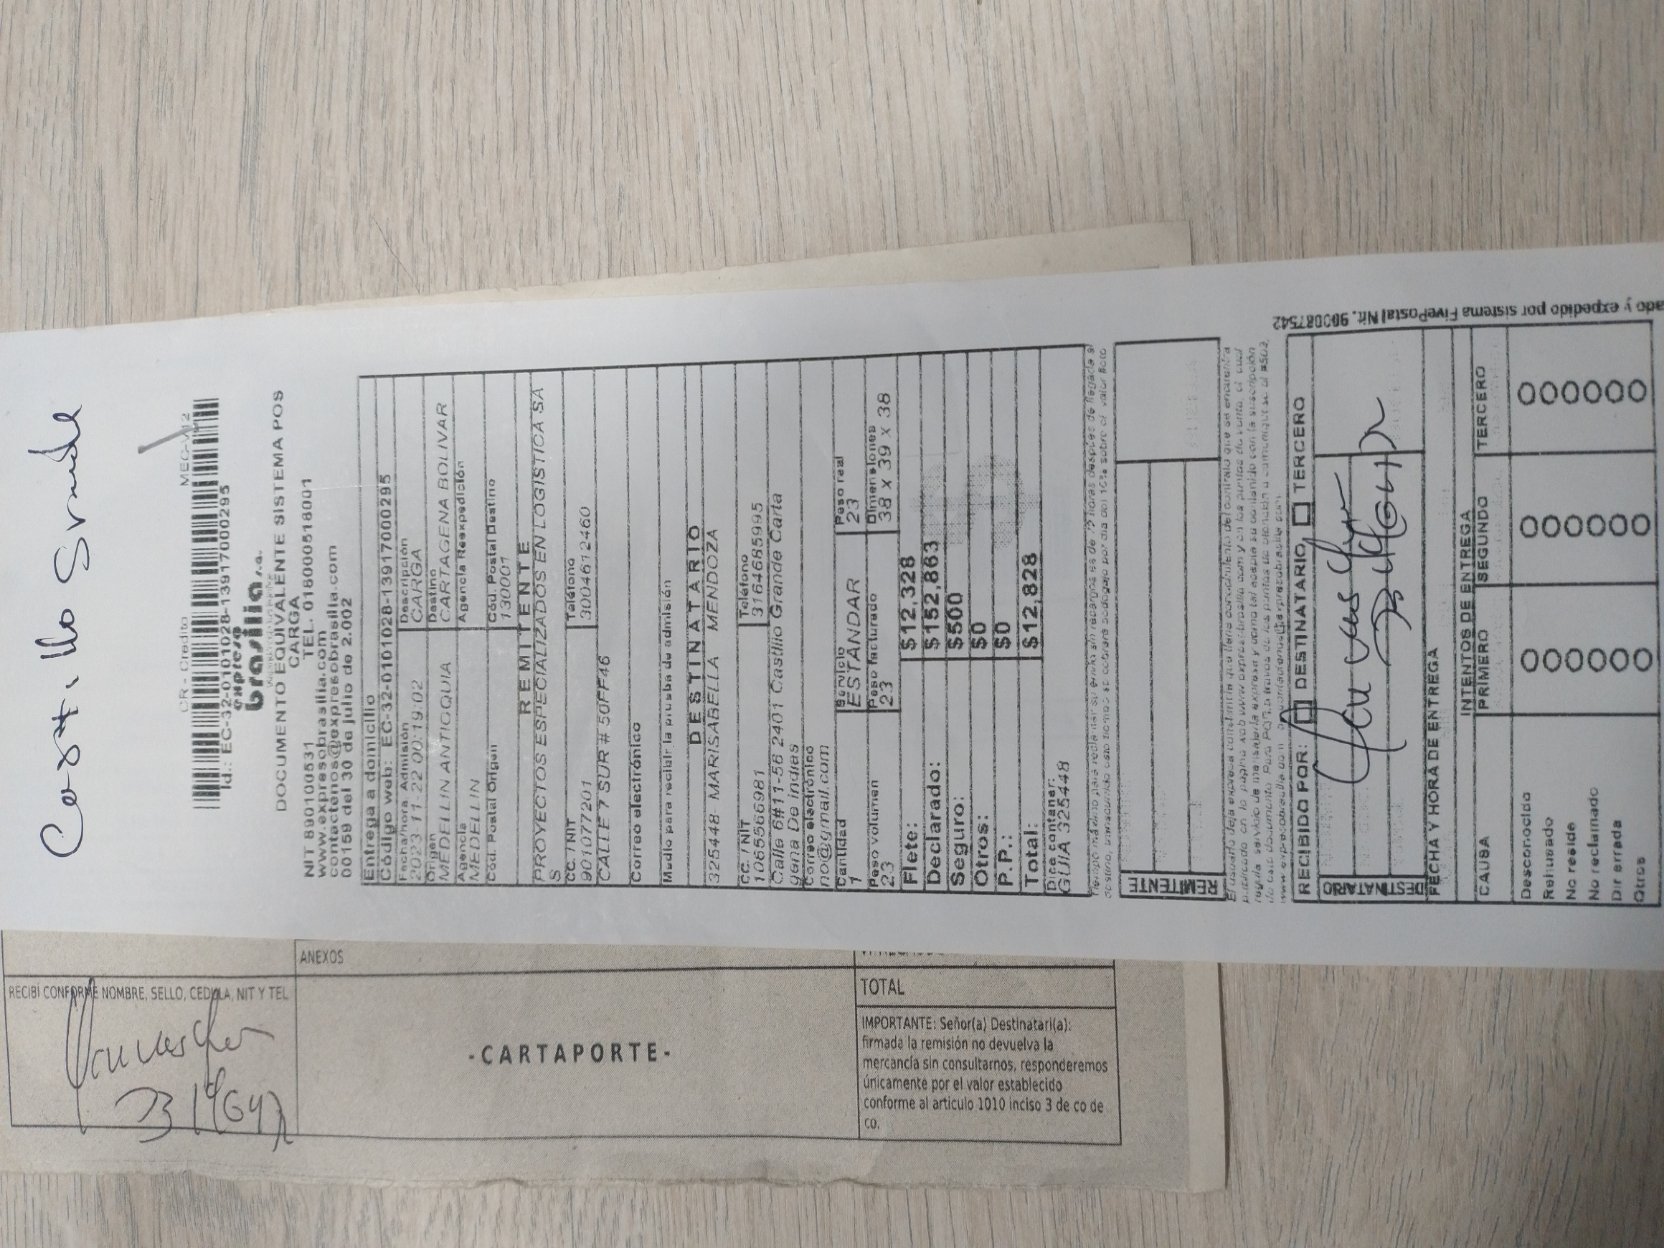 Castillo Grande
CR - Credito MEG-V12
Id.: EC-32-0101028-1391700029 5
expreso
brasilia s.a.
DOCUMENTO EQUIVALENTE SISTEMA POS
CARGA
NIT 890100531 TEL. 018000518001
www.expresobrasilia.com
contactenos@expresobrasilia.com
00159 del 30 de julio de 2.002
Entrega a domicilio
Código web: EC-32-0101028-13917000295
Fecha/hora Admisión Descripción
2023 11 22 00:19:02 CARGA
Origen Destino
MEDELLIN ANTIOQUIA CARTAGENA BOLIVAR
Agencia Agencia Reexpedición
MEDELLIN
Cód. Postal Origen Cód. Postal Destino
130001
REMITENTE
PROYECTOS ESPECIALIZADOS EN LOGISTICA SA
S
CC. / NIT Teléfono
9010777201 3004612460
CALLE 7 SUR # 50FF46
Correo electrónico
Medio para recibir la prueba de admisión
DESTINATARIO
325448 MARISABELLA MENDOZA
CC. / NIT Teléfono
1065566981 3164685995
Calle 6#11-56 2401 Castillo Grande Carta
gena De Indias
Correo electrónico
no@gmail.com
Cantidad Servicio Peso real
1 ESTANDAR 23
Peso volumen Peso facturado Dimensiones
23 23 38 x 39 x 38
Flete: $12,328
Declarado: $152,863
Seguro: $500
Otros: $0
P.P.: $0
Total: $12,828
Dice contener:
GUIA 325448
REMITENTE
RECIBIDO POR: DESTINATARIO TERCERO
DESTINATARIO
FECHA Y HORA DE ENTREGA
INTENTOS DE ENTREGA
CAUSA PRIMERO SEGUNDO TERCERO
Desconocido
Rehusado
No reside
No reclamado
Dir errada
Otros
ado y expedido por sistema FivePostal Nit. 900087542
ANEXOS
RECIBÍ CONFORME NOMBRE, SELLO, CEDULA, NIT Y TEL
-CARTAPORTE-
TOTAL
IMPORTANTE: Señor(a) Destinatari(a):
firmada la remisión no devuelva la
mercancía sin consultarnos, responderemos
únicamente por el valor establecido
conforme al articulo 1010 inciso 3 de co de
co.